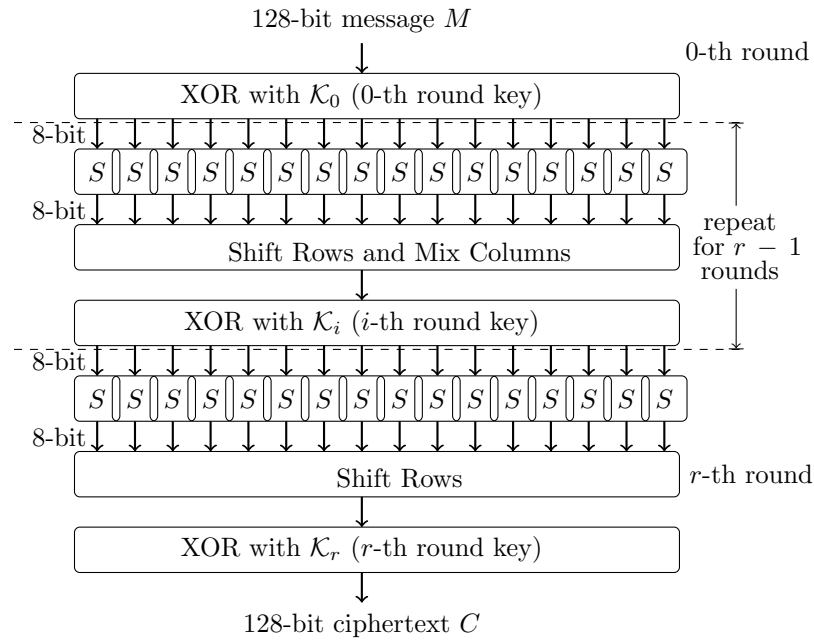 128-bit message M
0-th round
XOR with 𝒦₀ (0-th round key)
8-bit
S S S S S S S S S S S S S S S S
8-bit
Shift Rows and Mix Columns
repeat
for r − 1
rounds
XOR with 𝒦ᵢ (i-th round key)
8-bit
S S S S S S S S S S S S S S S S
8-bit
Shift Rows
r-th round
XOR with 𝒦ᵣ (r-th round key)
128-bit ciphertext C